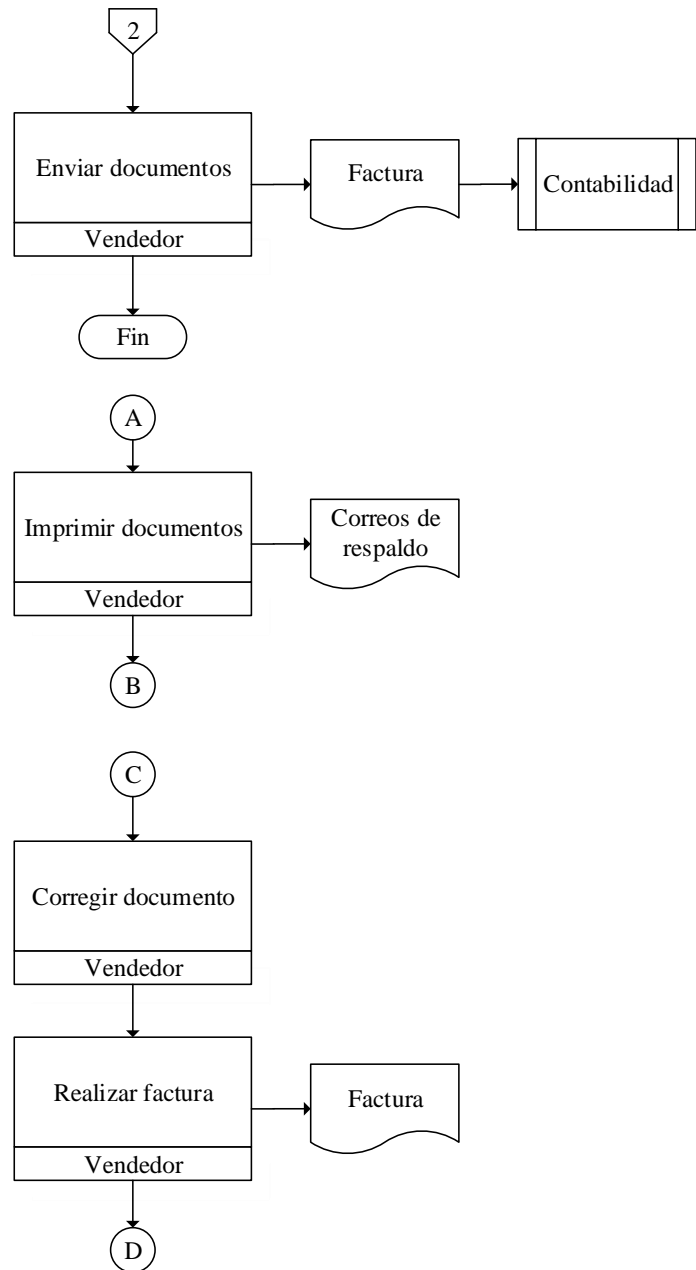 2
Enviar documentos
Vendedor
Factura
Contabilidad
Fin
A
Imprimir documentos
Vendedor
Correos de
respaldo
B
C
Corregir documento
Vendedor
Realizar factura
Vendedor
Factura
D